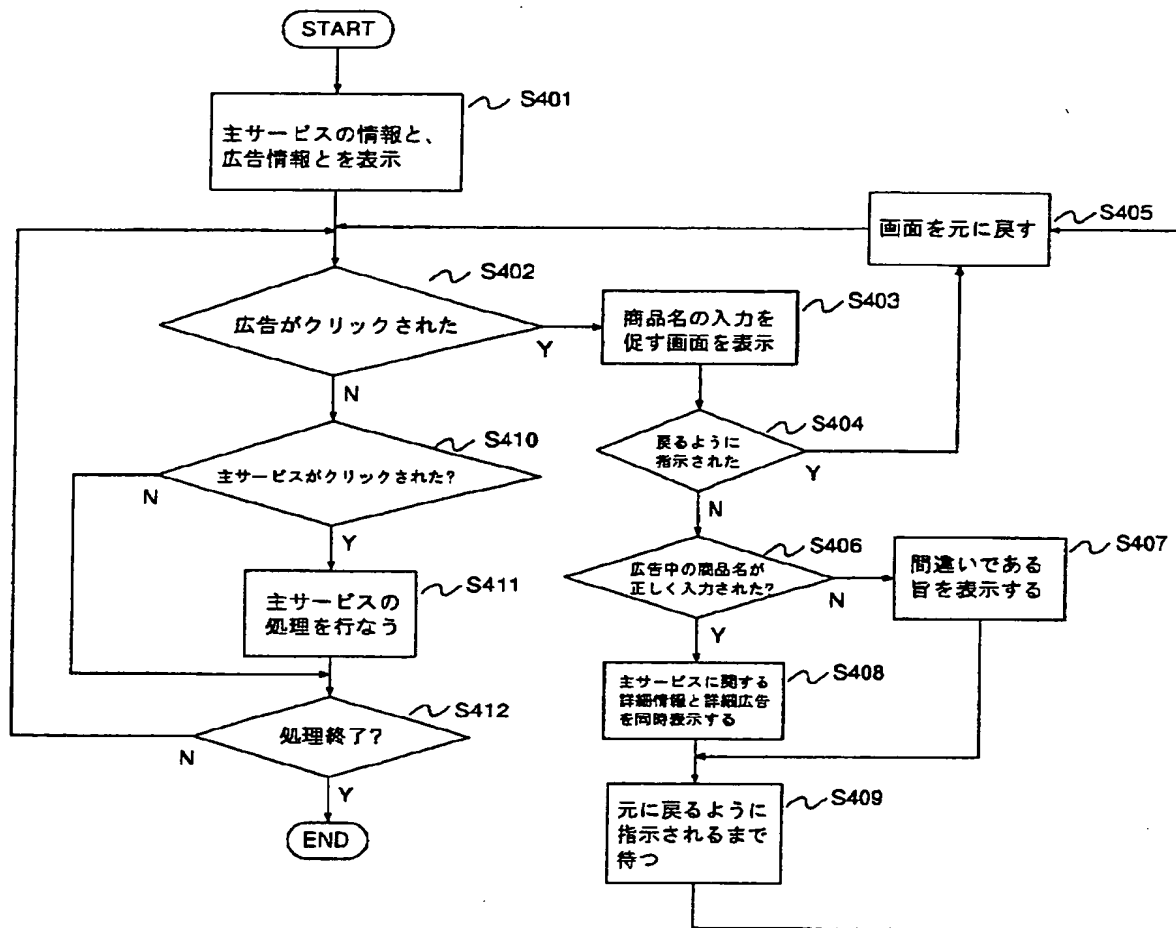 START
S401
主サービスの情報と、
広告情報とを表示
S405
画面を元に戻す
S402
広告がクリックされた
Y
N
S403
商品名の入力を
促す画面を表示
S404
戻るように
指示された
Y
N
S410
主サービスがクリックされた?
N
Y
S406
広告中の商品名が
正しく入力された?
N
Y
S407
間違いである
旨を表示する
S411
主サービスの
処理を行なう
S408
主サービスに関する
詳細情報と詳細広告
を同時表示する
S412
処理終了?
N
Y
S409
元に戻るように
指示されるまで
待つ
END